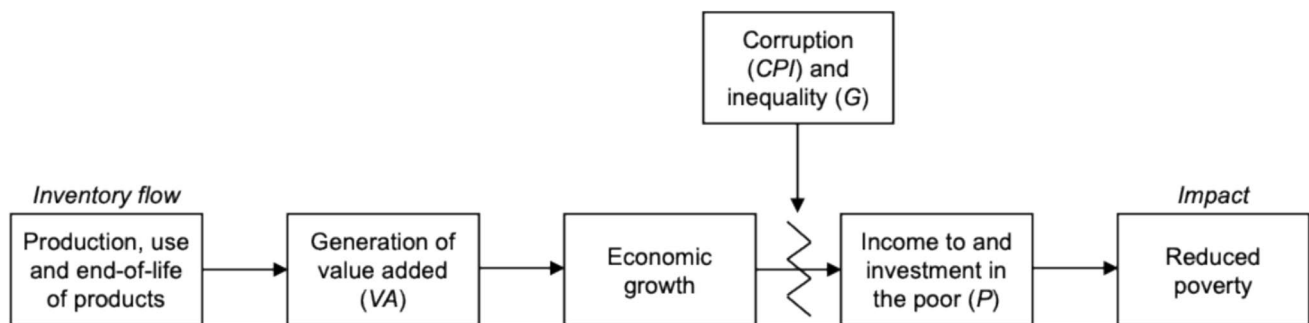 Corruption
(CPI) and
inequality (G)
Inventory flow
Production, use
and end-of-life
of products
Generation of
value added
(VA)
Economic
growth
Income to and
investment in
the poor (P)
Impact
Reduced
poverty